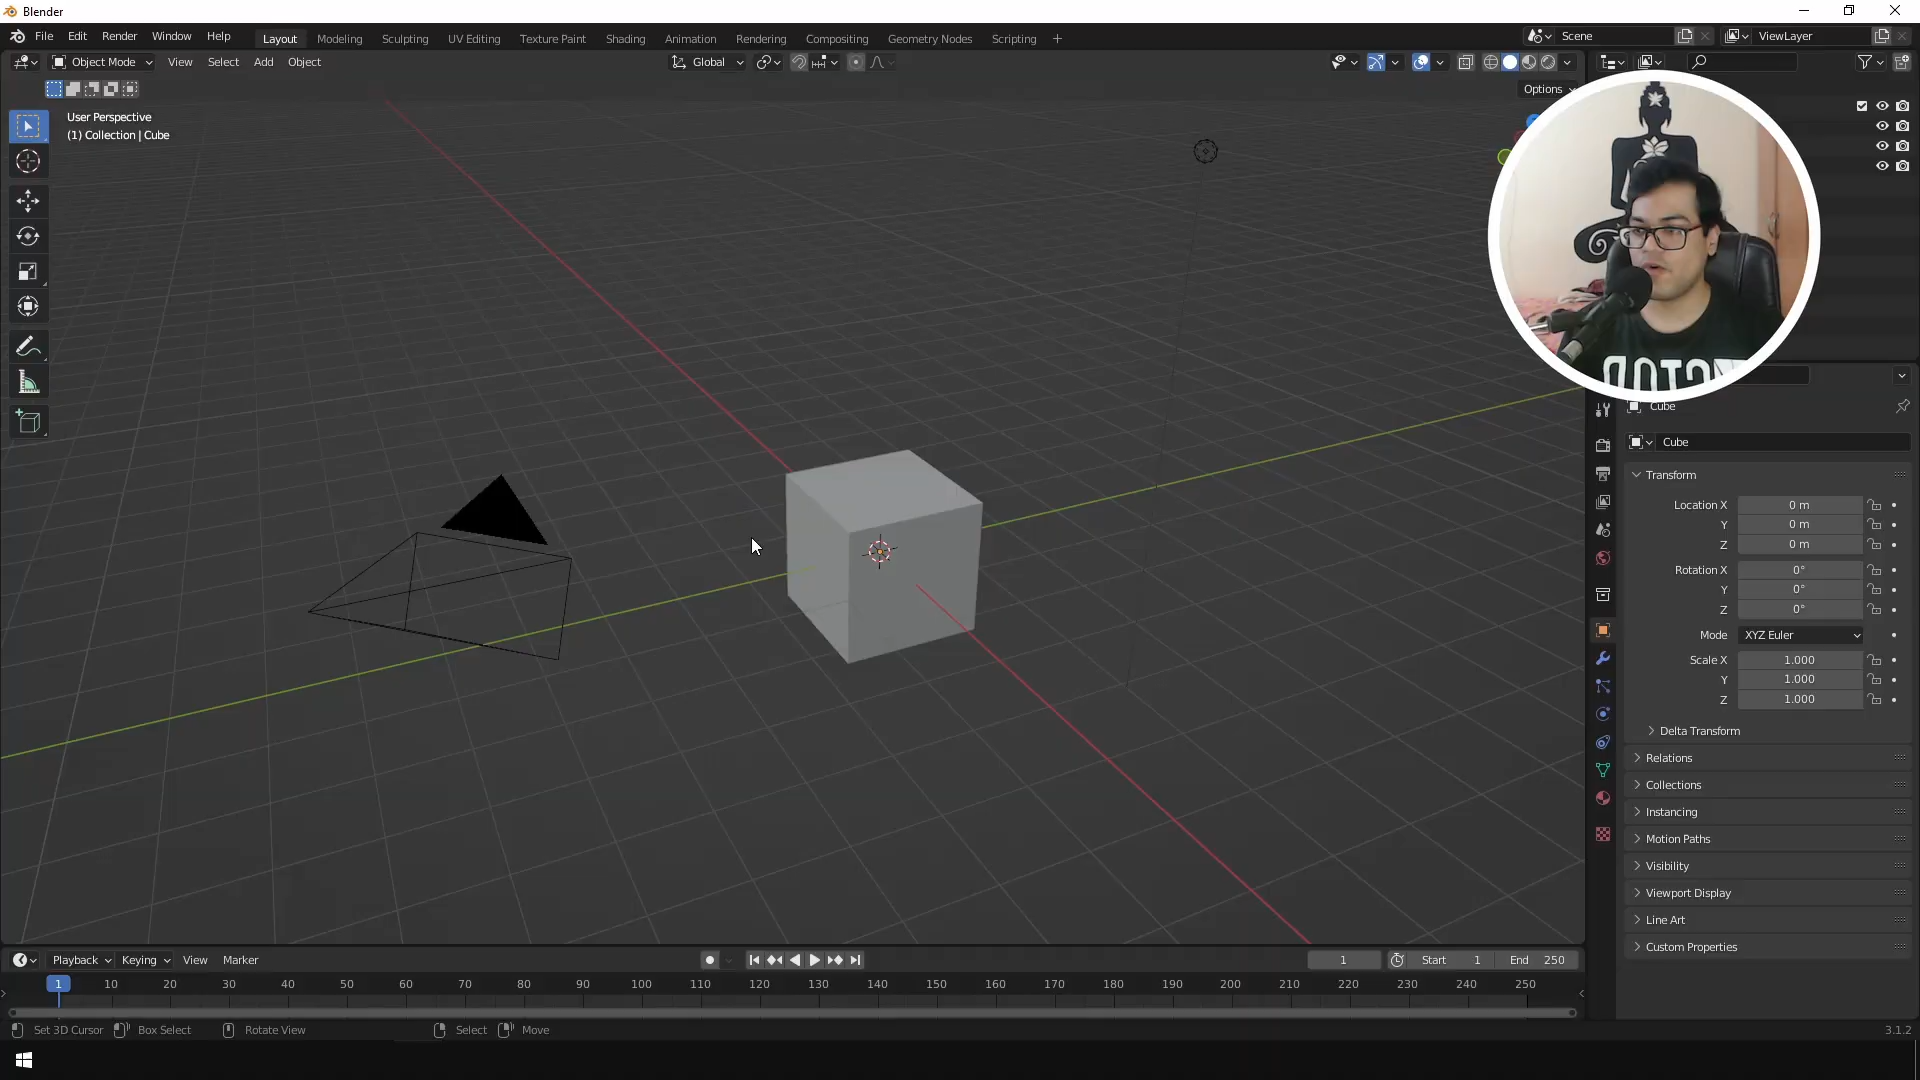 Blender
File Edit Render Window Help Layout Modeling Sculpting UV Editing Texture Paint Shading Animation Rendering Compositing Geometry Nodes Scripting + Scene ViewLayer
Object Mode View Select Add Object Global
Options
User Perspective
(1) Collection | Cube
Cube
Cube
Transform
Location X 0 m
Y 0 m
Z 0 m
Rotation X 0°
Y 0°
Z 0°
Mode XYZ Euler
Scale X 1.000
Y 1.000
Z 1.000
Delta Transform
Relations
Collections
Instancing
Motion Paths
Visibility
Viewport Display
Line Art
Custom Properties
Playback Keying View Marker 1 Start 1 End 250
1 10 20 30 40 50 60 70 80 90 100 110 120 130 140 150 160 170 180 190 200 210 220 230 240 250
Set 3D Cursor Box Select Rotate View Select Move 3.1.2